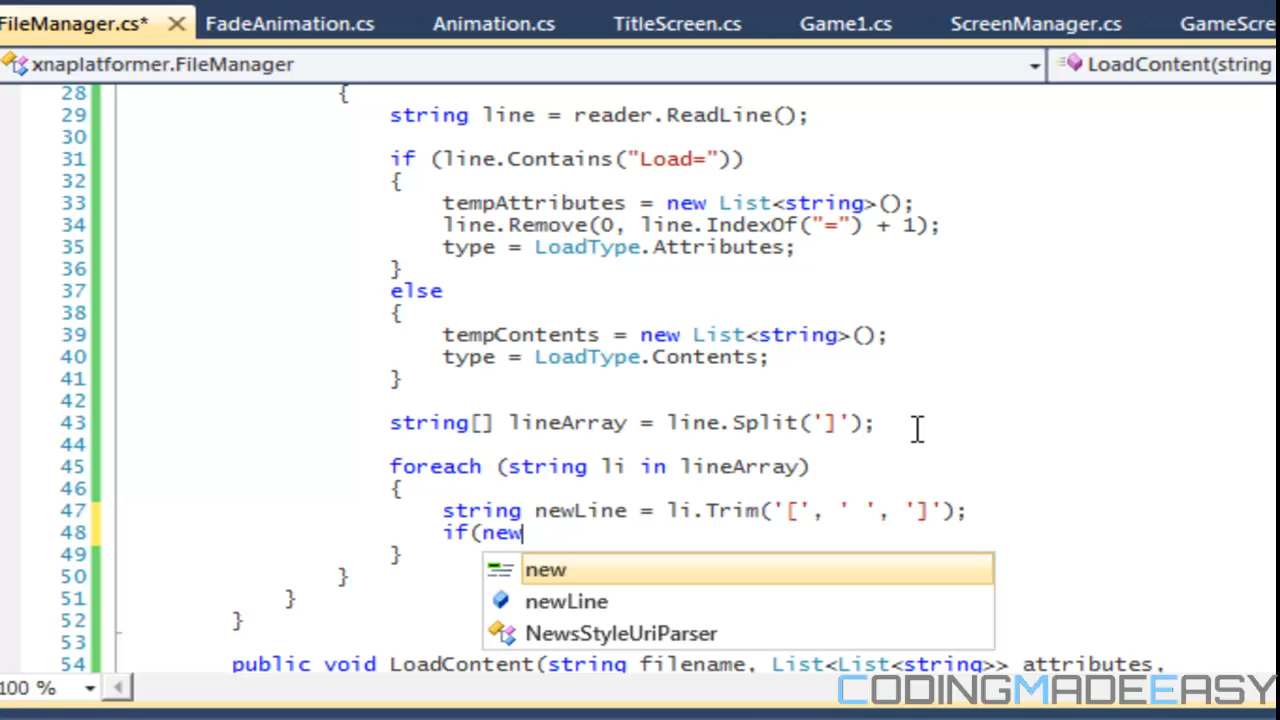 FileManager.cs* FadeAnimation.cs Animation.cs TitleScreen.cs Game1.cs ScreenManager.cs GameScre
xnaplatformer.FileManager LoadContent(string
28 {
29 string line = reader.ReadLine();
30
31 if (line.Contains("Load="))
32 {
33 tempAttributes = new List<string>();
34 line.Remove(0, line.IndexOf("=") + 1);
35 type = LoadType.Attributes;
36 }
37 else
38 {
39 tempContents = new List<string>();
40 type = LoadType.Contents;
41 }
42
43 string[] lineArray = line.Split(']');
44
45 foreach (string li in lineArray)
46 {
47 string newLine = li.Trim('[', ' ', ']');
48 if(new
49 }
new
50 }
newLine
51 }
52 }
NewsStyleUriParser
53
54 public void LoadContent(string filename, List<List<string>> attributes,
100 %
CODINGMADEEASY